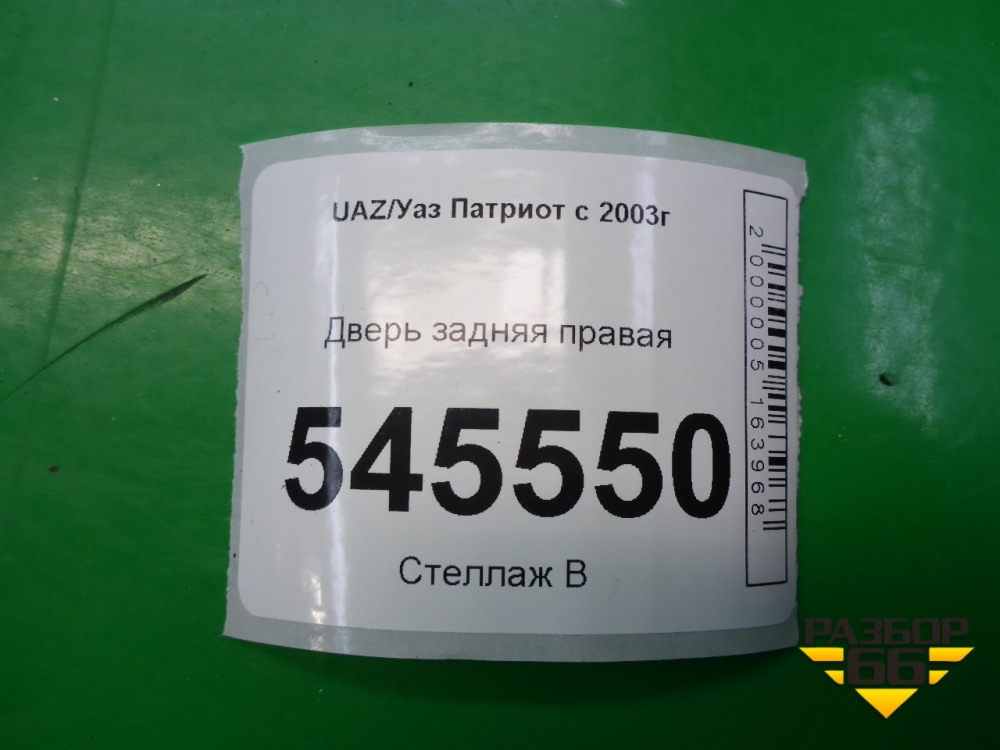 UAZ/Уаз Патриот с 2003г
Дверь задняя правая
545550
Стеллаж В
2000005163968
РАЗБОР
66